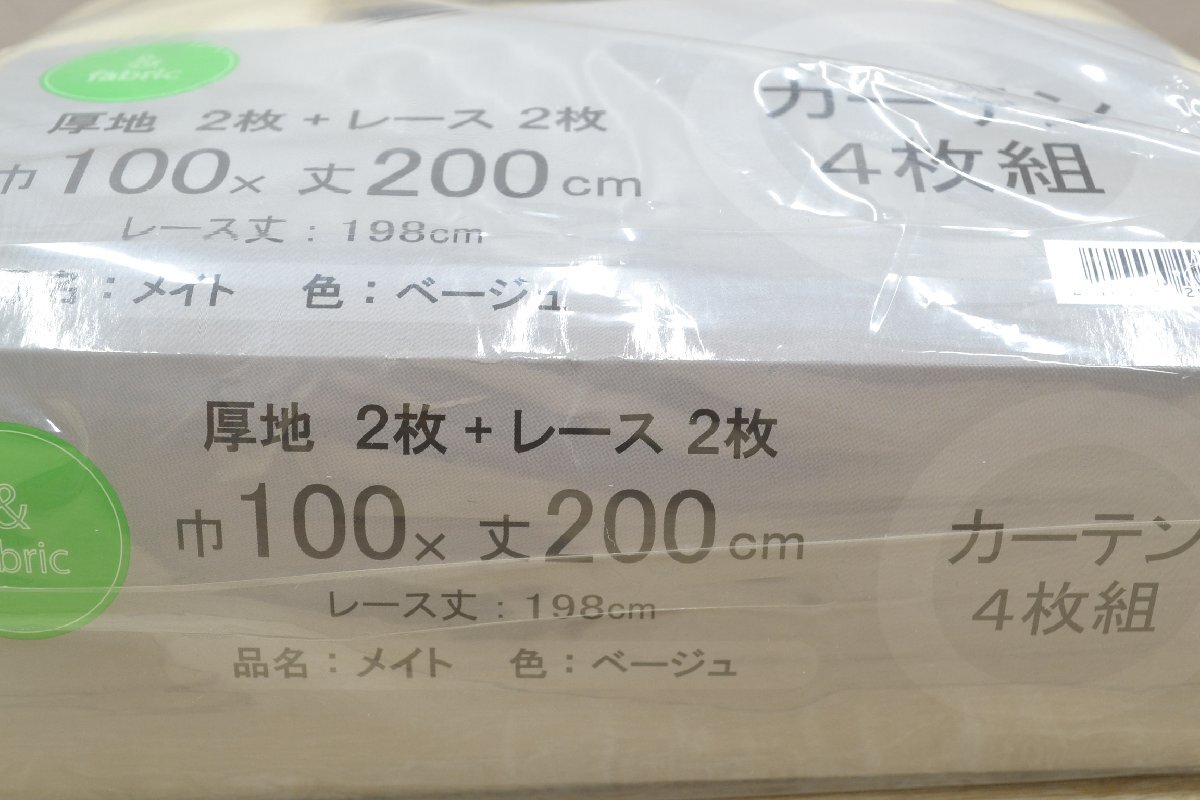 & fabric
厚地 2枚 + レース 2枚
巾100× 丈200cm
レース丈 : 198cm
：メイト 色：ベージュ
カーテン
4枚組
厚地 2枚 + レース 2枚
巾100× 丈200cm
レース丈 : 198cm
品名：メイト 色：ベージュ
&
bric
カーテン
4枚組